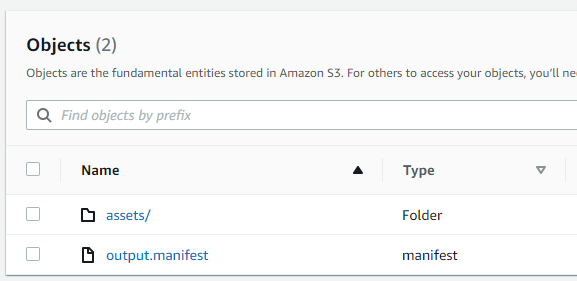 Objects (2)
Objects are the fundamental entities stored in Amazon S3. For others to access your objects, you'll
Find objects by prefix
Name Type
assets/ Folder
output.manifest manifest